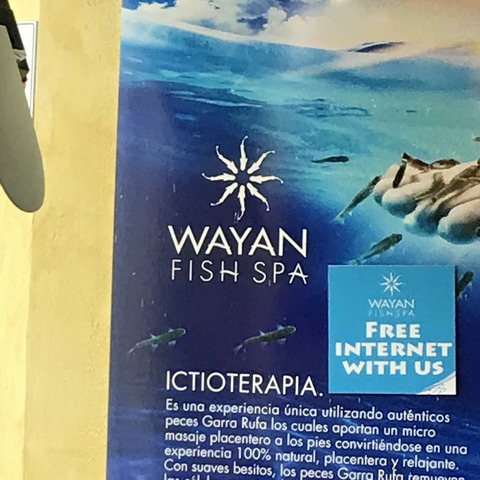 WAYAN
FISH SPA
WAYAN
FISH SPA
FREE
INTERNET
WITH US
ICTIOTERAPIA.
Es una experiencia única utilizando auténticos
peces Garra Rufa los cuales aportan un micro
masaje placentero a los pies convirtiéndose en una
experiencia 100% natural, placentera y relajante.
Con suaves besitos, los peces Garra Rufa remueven